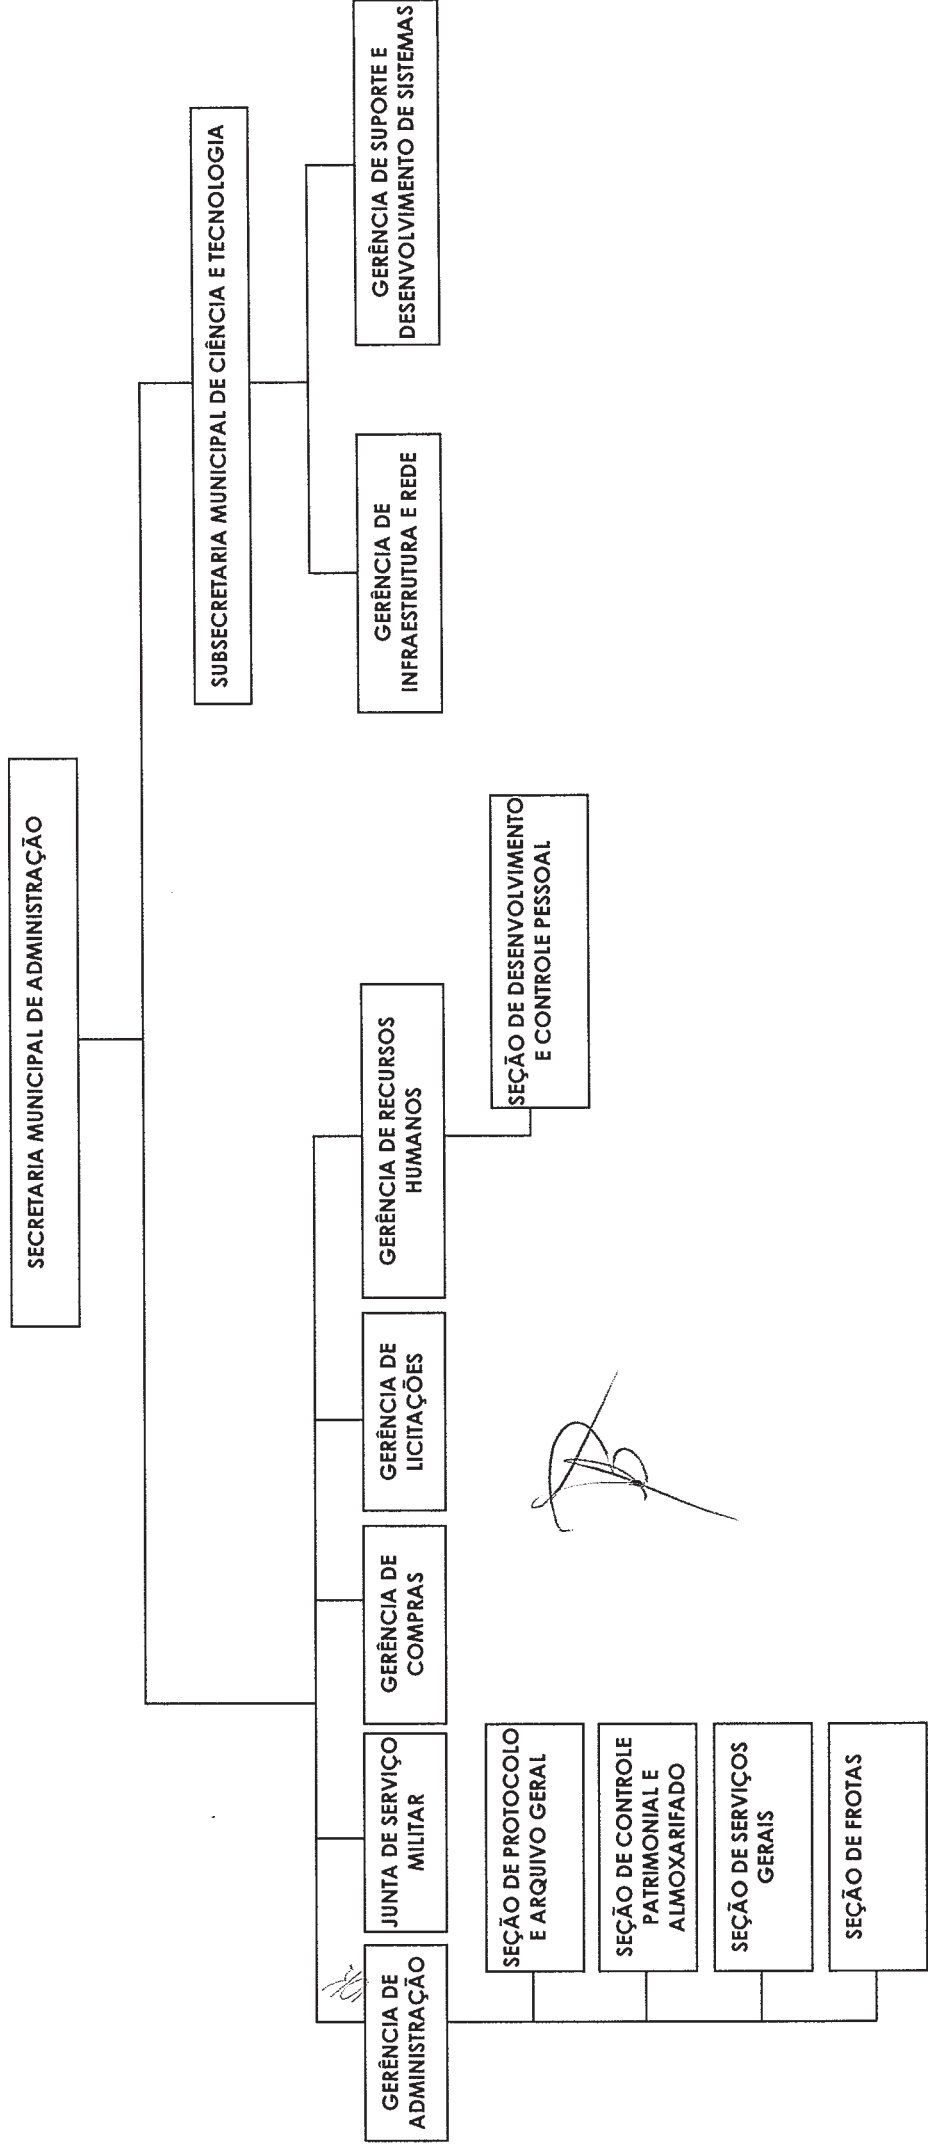 SECRETARIA MUNICIPAL DE ADMINISTRAÇÃO
SUBSECRETARIA MUNICIPAL DE CIÊNCIA E TECNOLOGIA
GERÊNCIA DE
ADMINISTRAÇÃO
JUNTA DE SERVIÇO
MILITAR
GERÊNCIA DE
COMPRAS
GERÊNCIA DE
LICITAÇÕES
GERÊNCIA DE RECURSOS
HUMANOS
GERÊNCIA DE
INFRAESTRUTURA E REDE
GERÊNCIA DE SUPORTE E
DESENVOLVIMENTO DE SISTEMAS
SEÇÃO DE PROTOCOLO
E ARQUIVO GERAL
SEÇÃO DE CONTROLE
PATRIMONIAL E
ALMOXARIFADO
SEÇÃO DE SERVIÇOS
GERAIS
SEÇÃO DE FROTAS
SEÇÃO DE DESENVOLVIMENTO
E CONTROLE PESSOAL